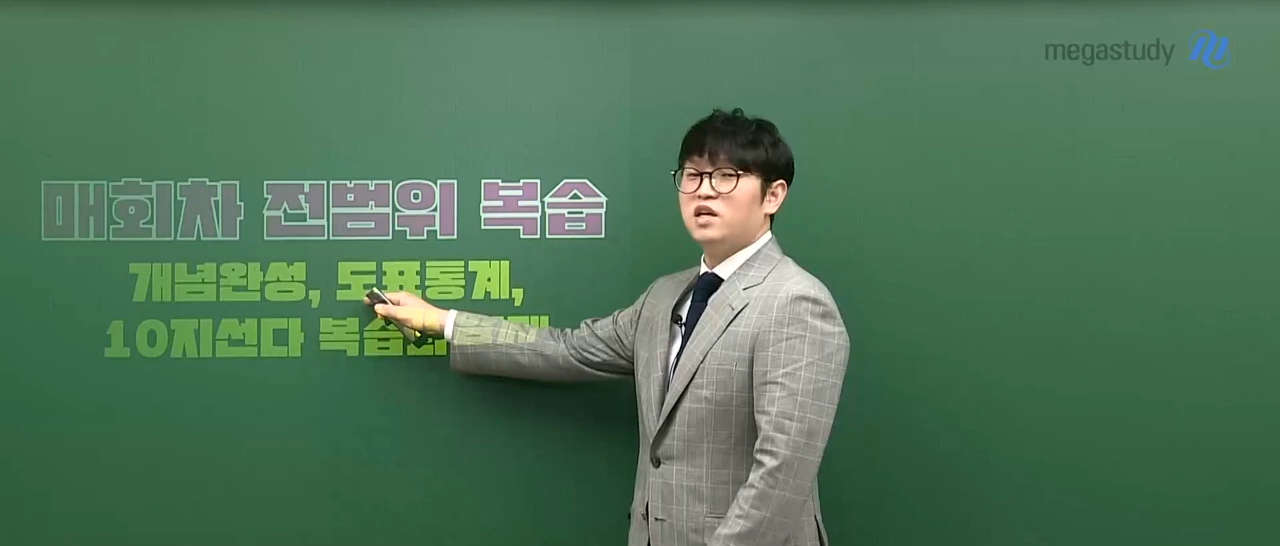 megastudy
매회차 전범위 복습
개념완성, 도표통계,
10지선다 복습